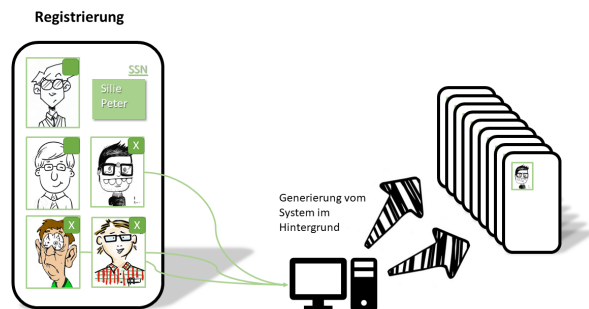 Registrierung
SSN
Silie
Peter
X
X
X
Generierung vom
System im
Hintergrund